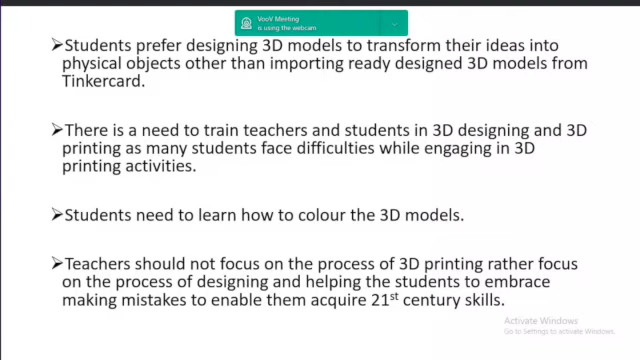 VooV Meeting
is using the webcam
➢Students prefer designing 3D models to transform their ideas into
physical objects other than importing ready designed 3D models from
Tinkercard.
➢There is a need to train teachers and students in 3D designing and 3D
printing as many students face difficulties while engaging in 3D
printing activities.
➢Students need to learn how to colour the 3D models.
➢Teachers should not focus on the process of 3D printing rather focus
on the process of designing and helping the students to embrace
making mistakes to enable them acquire 21st century skills.
Activate Windows
Go to Settings to activate Windows.